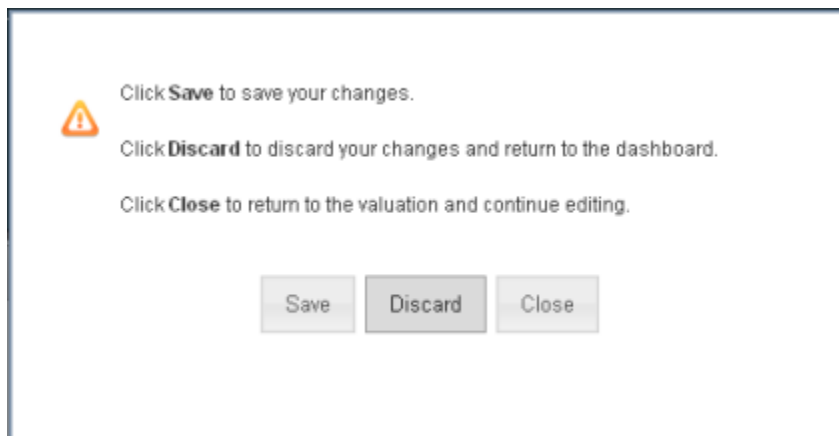 Click Save to save your changes.
Click Discard to discard your changes and return to the dashboard.
Click Close to return to the valuation and continue editing.
Save Discard Close